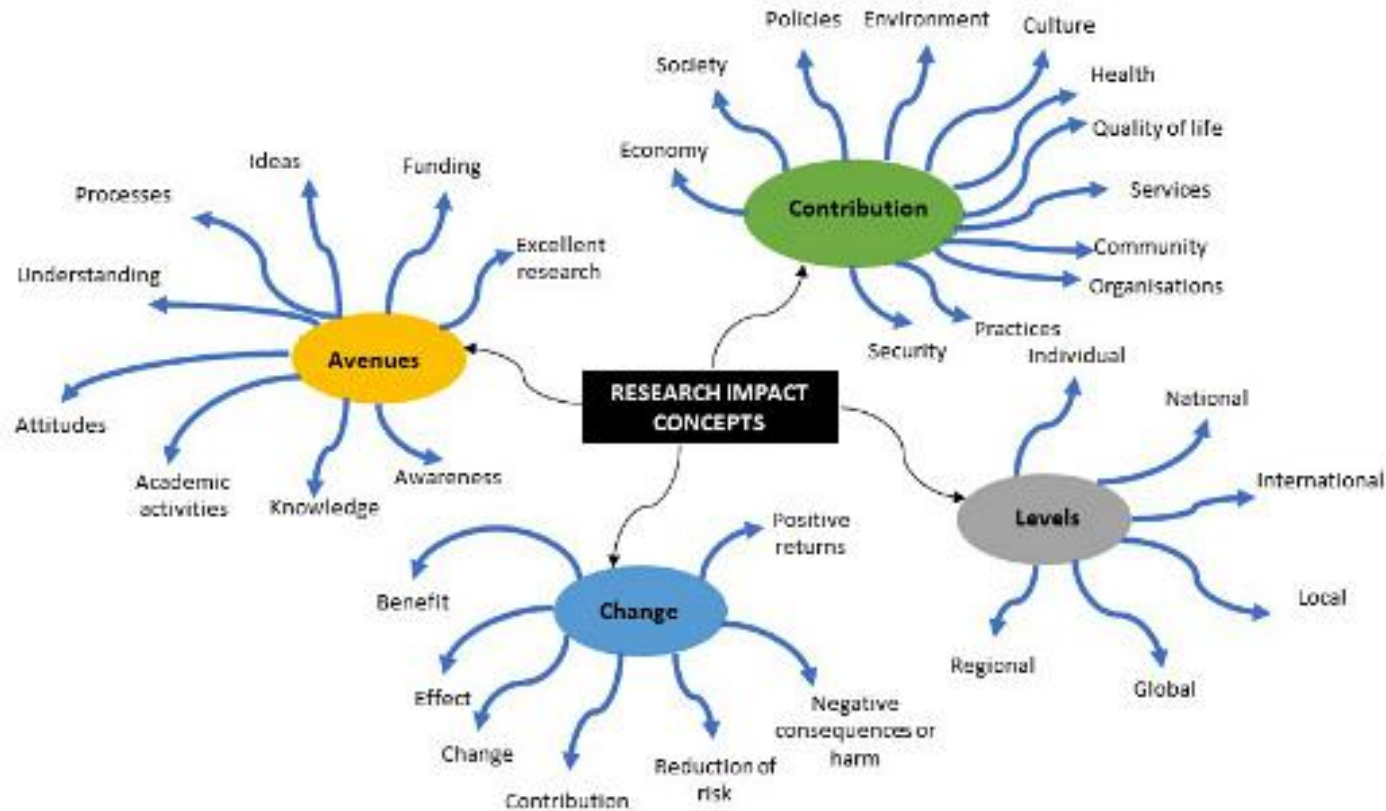 Policies
Environment
Culture
Society
Health
Quality of life
Economy
Services
Contribution
Community
Organisations
Practices
Security
Ideas
Funding
Processes
Excellent
research
Understanding
Avenues
Attitudes
Academic
activities
Knowledge
Awareness
RESEARCH IMPACT
CONCEPTS
Individual
National
International
Levels
Local
Regional
Global
Positive
returns
Benefit
Change
Effect
Change
Contribution
Reduction of
risk
Negative
consequences or
harm